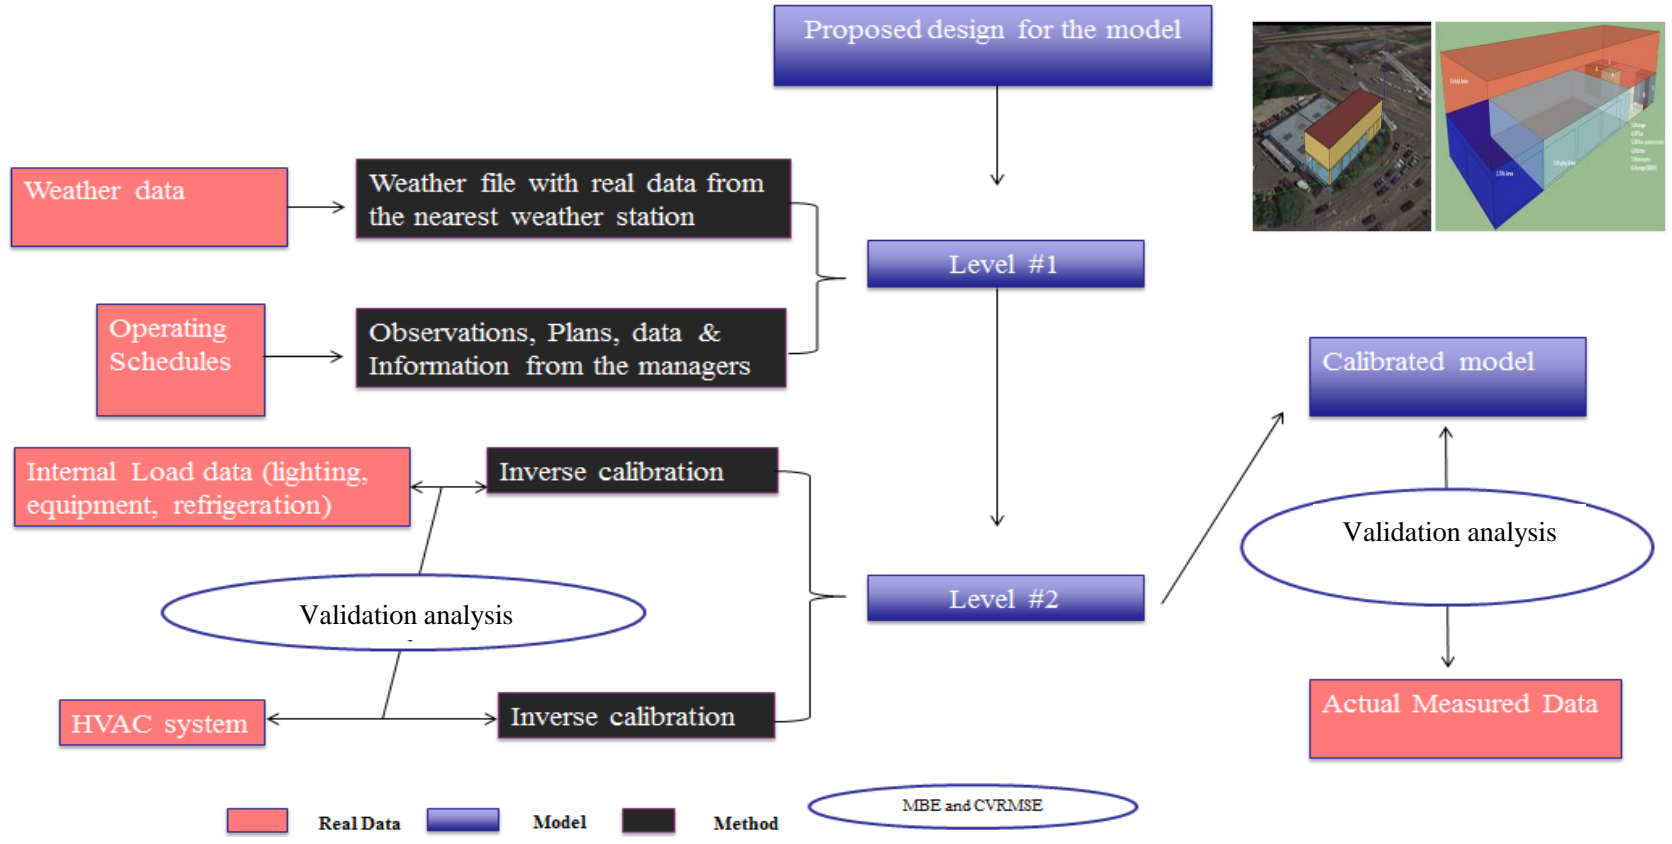 Proposed design for the model
Weather data
Weather file with real data from
the nearest weather station
Level #1
Operating
Schedules
Observations, Plans, data &
Information from the managers
Calibrated model
Internal Load data (lighting,
equipment, refrigeration)
Inverse calibration
Validation analysis
Validation analysis
Level #2
HVAC system
Inverse calibration
Actual Measured Data
Real Data
Model
Method
MBE and CVRMSE